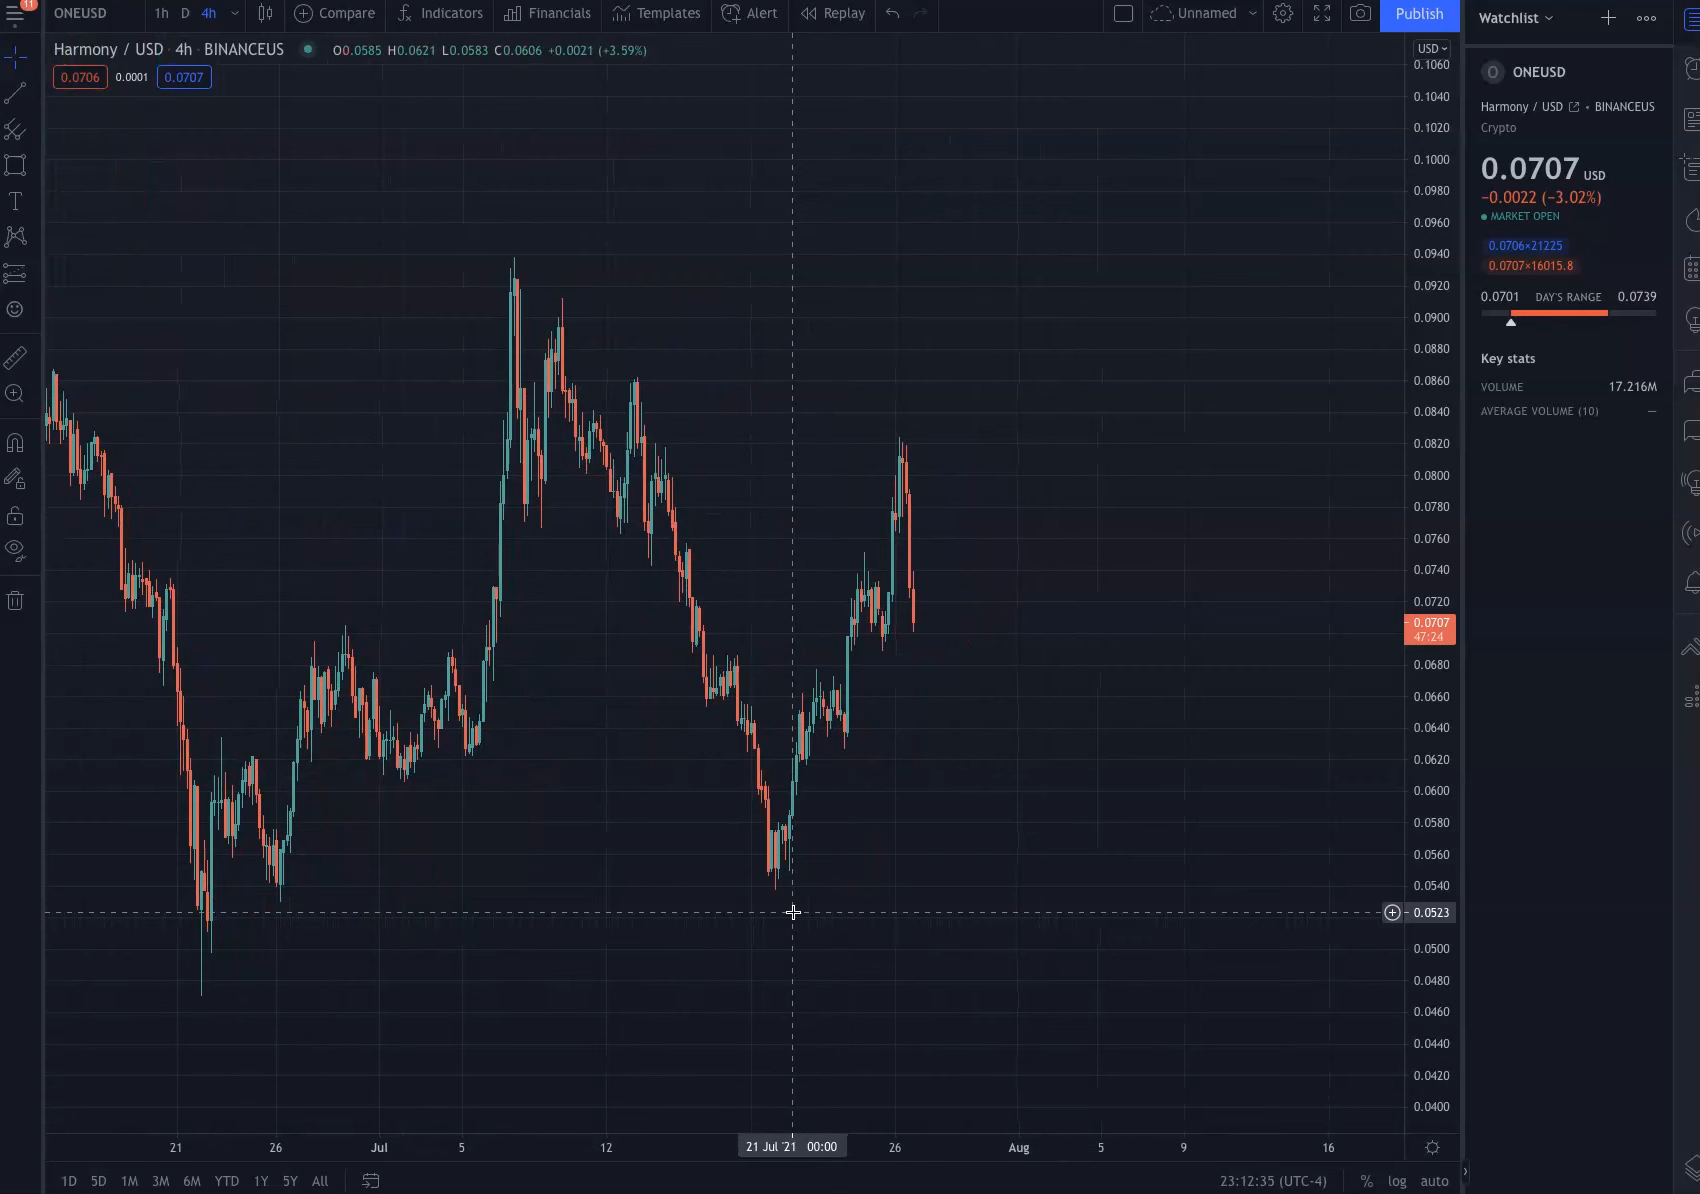 11
ONEUSD 1h D 4h Compare Indicators Financials Templates Alert Replay Unnamed Publish Watchlist
Harmony / USD · 4h · BINANCEUS O0.0585 H0.0621 L0.0583 C0.0606 +0.0021 (+3.59%)
0.0706 0.0001 0.0707
USD
0.1060
0.1040
0.1020
0.1000
0.0980
0.0960
0.0940
0.0920
0.0900
0.0880
0.0860
0.0840
0.0820
0.0800
0.0780
0.0760
0.0740
0.0720
0.0707
47:24
0.0680
0.0660
0.0640
0.0620
0.0600
0.0580
0.0560
0.0540
0.0523
0.0500
0.0480
0.0460
0.0440
0.0420
0.0400
21 26 Jul 5 12 21 Jul '21 00:00 26 Aug 5 9 16
1D 5D 1M 3M 6M YTD 1Y 5Y All 23:12:35 (UTC-4) % log auto
O ONEUSD
Harmony / USD • BINANCEUS
Crypto
0.0707 USD
−0.0022 (−3.02%)
MARKET OPEN
0.0706×21225
0.0707×16015.8
0.0701 DAY'S RANGE 0.0739
Key stats
VOLUME 17.216M
AVERAGE VOLUME (10) —